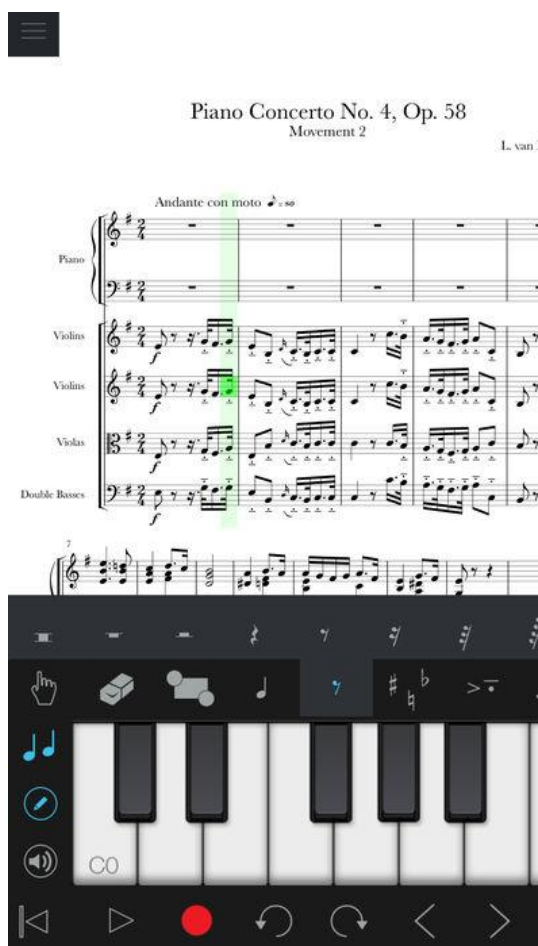 Piano Concerto No. 4, Op. 58
Movement 2
L. van
Andante con moto ♪ = 80
Piano
Violins
f
Violins
f
Violas
f
Double Basses
f
7
C0